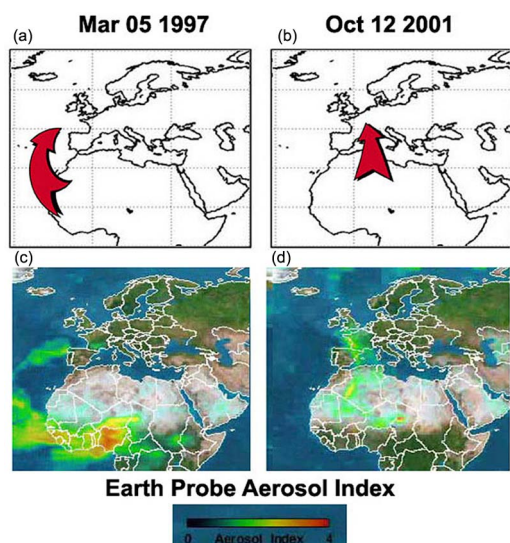 Mar 05 1997
Oct 12 2001
(a)
(b)
(c)
(d)
Earth Probe Aerosol Index
0 Aerosol Index 4